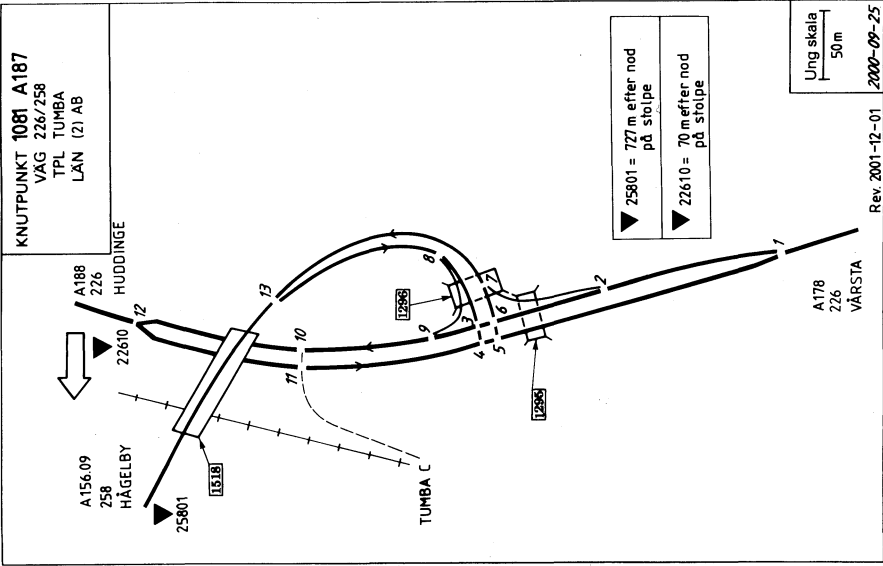 KNUTPUNKT 1081 A187
VÄG 226/258
TPL TUMBA
LÄN (2) AB
A188
226
HUDDINGE
12
22610
13
10
11
9
8
1296
7
3
6
4
5
2
1
1295
1518
A156.09
258
HÅGELBY
25801
TUMBA C
25801 = 727 m efter nod
på stolpe
22610 = 70 m efter nod
på stolpe
A178
226
VÅRSTA
Ung skala
50m
Rev. 2001-12-01 2000-09-25